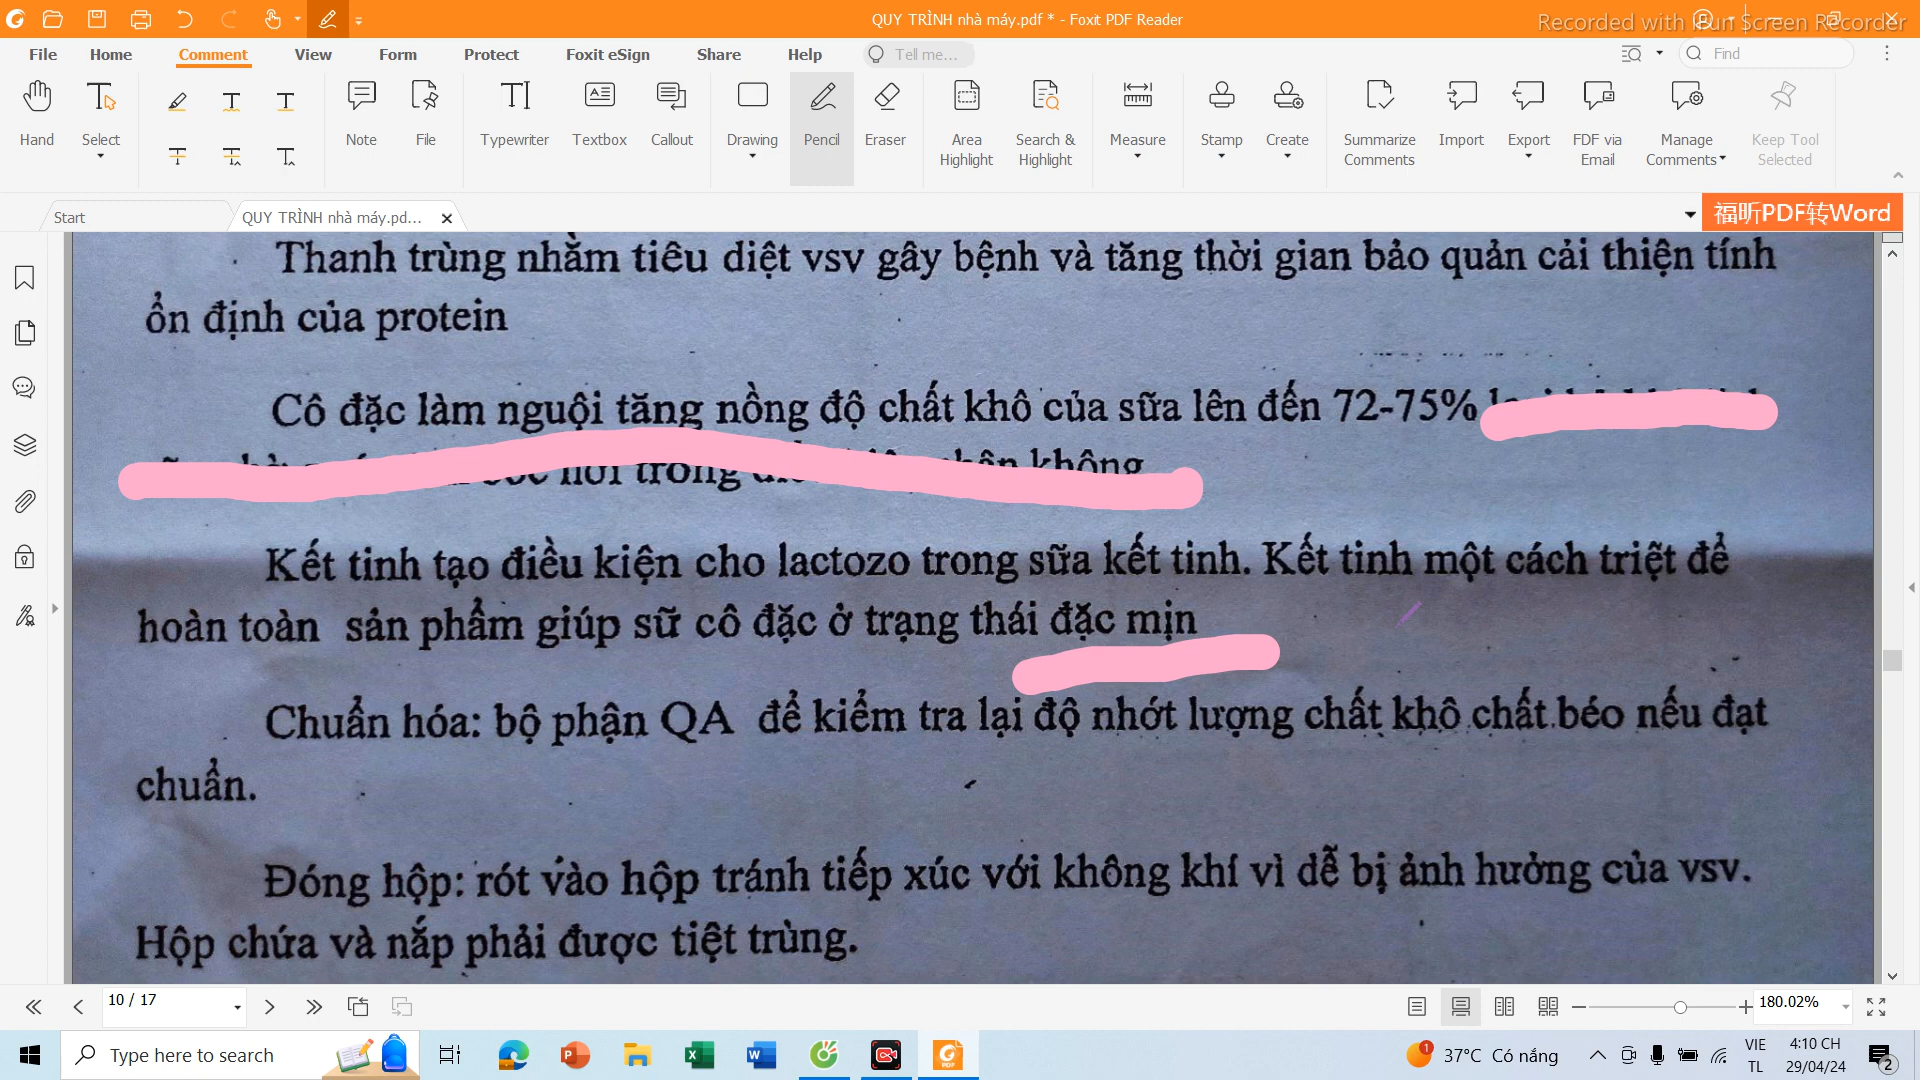 QUY TRÌNH nhà máy.pdf * - Foxit PDF Reader
Recorded with iFun Screen Recorder
File Home Comment View Form Protect Foxit eSign Share Help Tell me... Find
Hand Select Note File Typewriter Textbox Callout Drawing Pencil Eraser Area Highlight Search & Highlight Measure Stamp Create Summarize Comments Import Export FDF via Email Manage Comments Keep Tool Selected
Start QUY TRÌNH nhà máy.pd... 福昕PDF转Word
Thanh trùng nhằm tiêu diệt vsv gây bệnh và tăng thời gian bảo quản cải thiện tính
ổn định của protein
Cô đặc làm nguội tăng nồng độ chất khô của sữa lên đến 72-75%
hơi trong chân không
Kết tinh tạo điều kiện cho lactozo trong sữa kết tinh. Kết tinh một cách triệt để
hoàn toàn sản phẩm giúp sữ cô đặc ở trạng thái đặc mịn
Chuẩn hóa: bộ phận QA để kiểm tra lại độ nhớt lượng chất khô chất béo nếu đạt
chuẩn.
Đóng hộp: rót vào hộp tránh tiếp xúc với không khí vì dễ bị ảnh hưởng của vsv.
Hộp chứa và nắp phải được tiệt trùng.
10 / 17 180.02%
Type here to search 37°C Có nắng VIE TL 4:10 CH 29/04/24 2